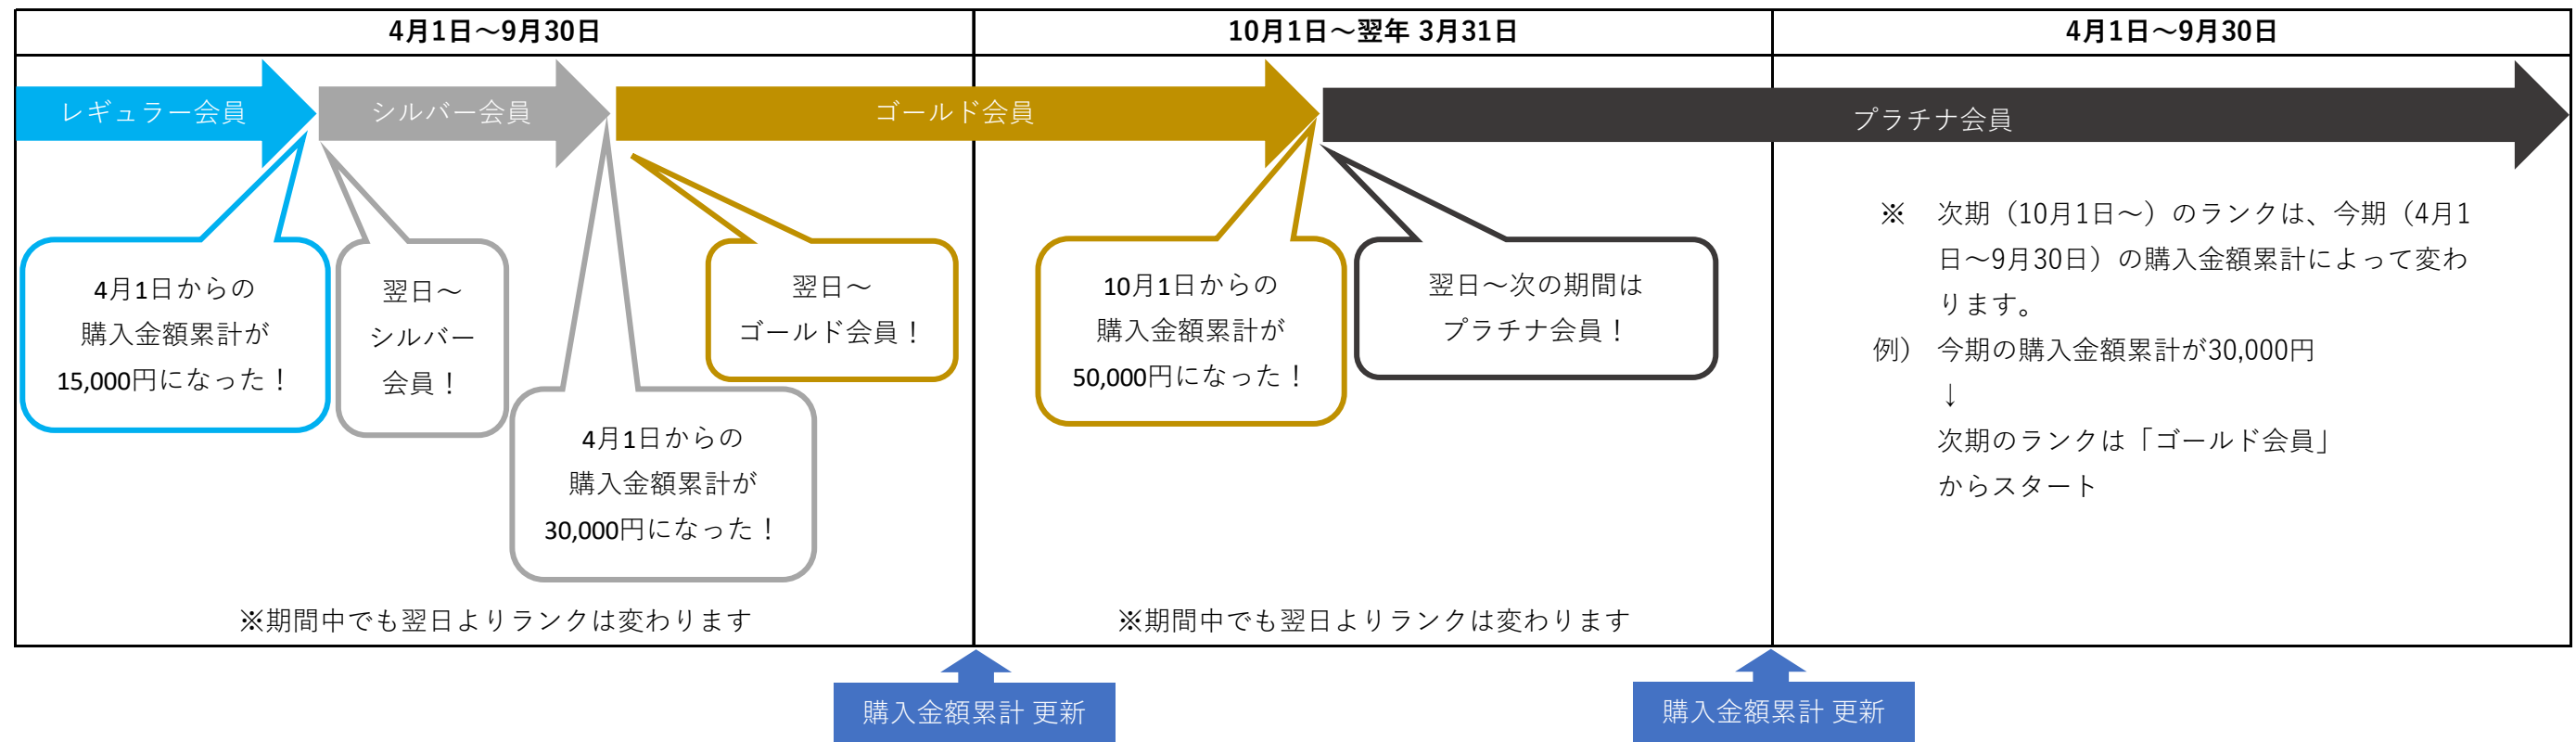 4月1日～9月30日
10月1日～翌年 3月31日
4月1日～9月30日
レギュラー会員
シルバー会員
ゴールド会員
プラチナ会員
4月1日からの
購入金額累計が
15,000円になった！
翌日～
シルバー
会員！
4月1日からの
購入金額累計が
30,000円になった！
翌日～
ゴールド会員！
10月1日からの
購入金額累計が
50,000円になった！
翌日～次の期間は
プラチナ会員！
※　次期（10月1日～）のランクは、今期（4月1
日～9月30日）の購入金額累計によって変わ
ります。
例）　今期の購入金額累計が30,000円
↓
次期のランクは「ゴールド会員」
からスタート
※期間中でも翌日よりランクは変わります
※期間中でも翌日よりランクは変わります
購入金額累計 更新
購入金額累計 更新